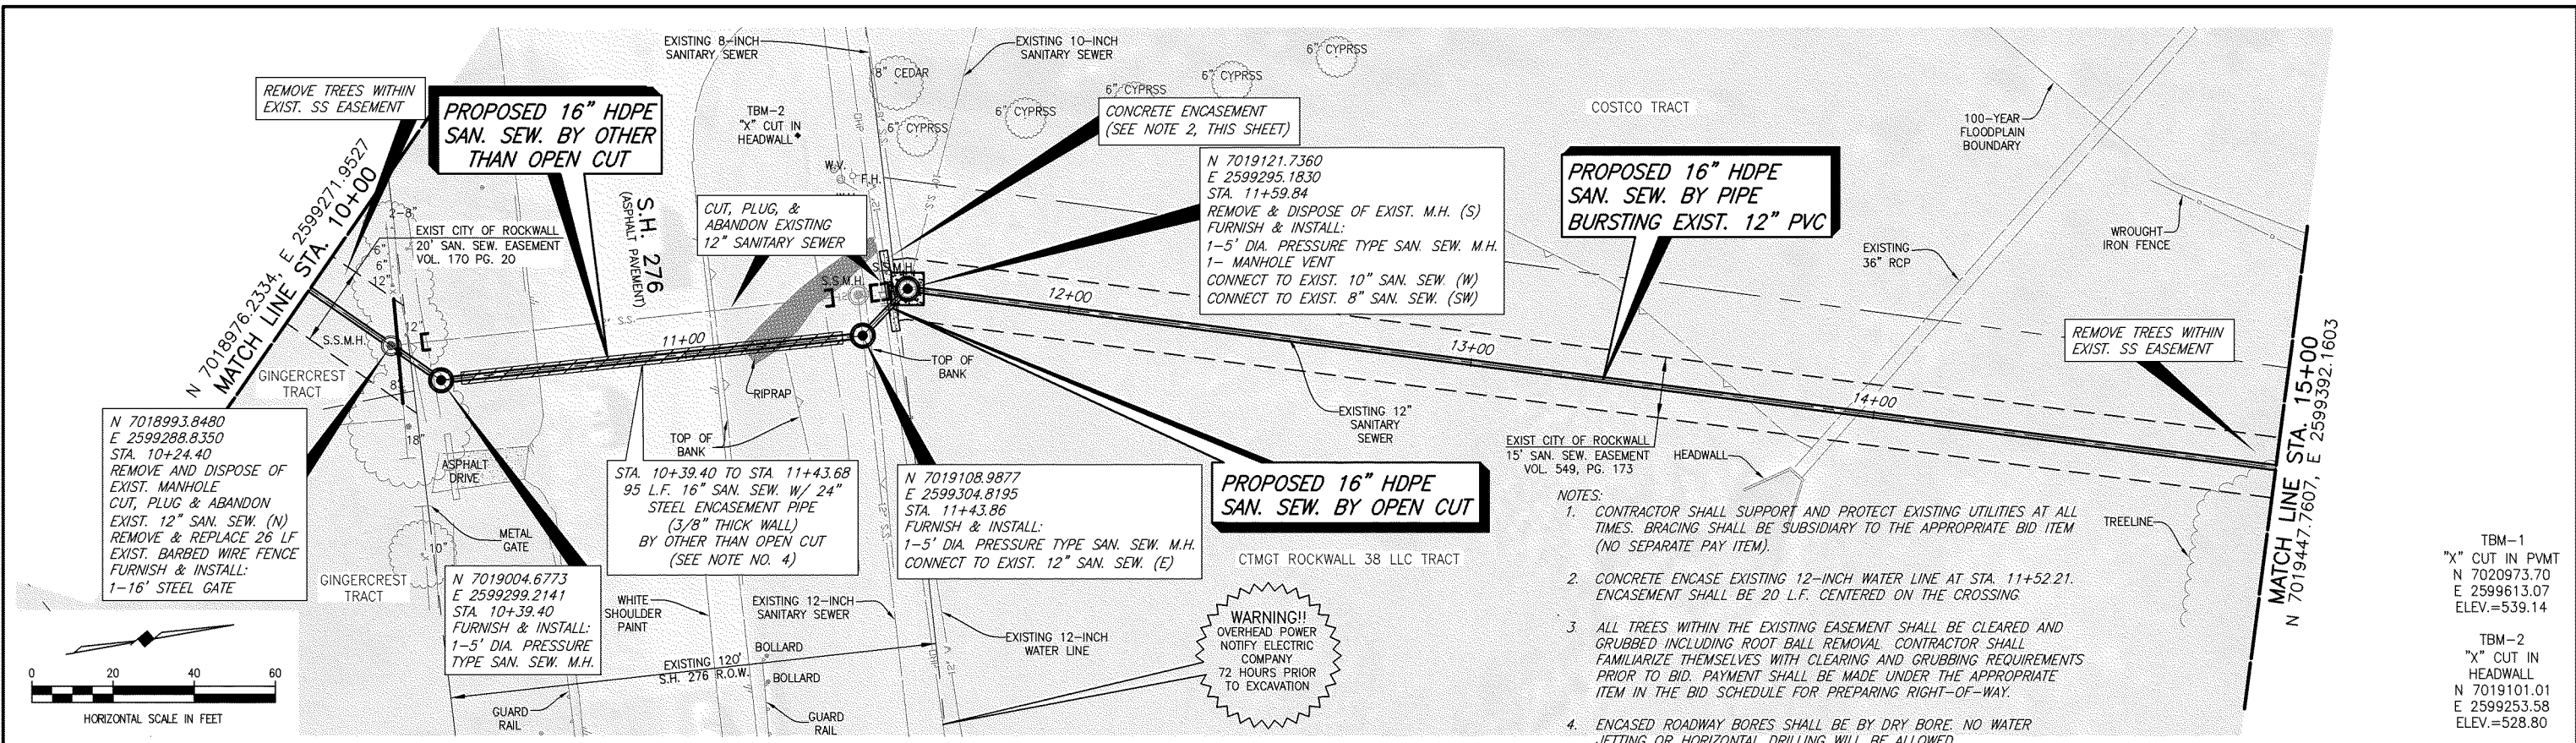 EXISTING 8-INCH
SANITARY SEWER
EXISTING 10-INCH
SANITARY SEWER
8" CEDAR
6" CYPRSS
6" CYPRSS
6" CYPRSS
6" CYPRSS
6" CYPRSS
REMOVE TREES WITHIN
EXIST. SS EASEMENT
PROPOSED 16" HDPE
SAN. SEW. BY OTHER
THAN OPEN CUT
TBM-2
"X" CUT IN
HEADWALL
CONCRETE ENCASEMENT
(SEE NOTE 2, THIS SHEET)
COSTCO TRACT
100-YEAR
FLOODPLAIN
BOUNDARY
N 7018976.2334, E 2599271.9527
MATCH LINE STA. 10+00
2-8"
6"
6"
12"
EXIST CITY OF ROCKWALL
20' SAN. SEW. EASEMENT
VOL. 170 PG. 20
S.H. 276
(ASPHALT PAVEMENT)
W.V.
F.H.
CUT, PLUG, &
ABANDON EXISTING
12" SANITARY SEWER
N 7019121.7360
E 2599295.1830
STA. 11+59.84
REMOVE & DISPOSE OF EXIST. M.H. (S)
FURNISH & INSTALL:
1-5' DIA. PRESSURE TYPE SAN. SEW. M.H.
1- MANHOLE VENT
CONNECT TO EXIST. 10" SAN. SEW. (W)
CONNECT TO EXIST. 8" SAN. SEW. (SW)
PROPOSED 16" HDPE
SAN. SEW. BY PIPE
BURSTING EXIST. 12" PVC
EXISTING
36" RCP
WROUGHT
IRON FENCE
S.S.M.H.
S.S.M.H.
S.S.M.H.
12"
8"
18"
10"
11+00
12+00
13+00
14+00
GINGERCREST
TRACT
RIPRAP
TOP OF
BANK
TOP OF
BANK
EXISTING 12"
SANITARY
SEWER
REMOVE TREES WITHIN
EXIST. SS EASEMENT
MATCH LINE STA. 15+00
N 7019447.7607, E 2599392.1603
N 7018993.8480
E 2599288.8350
STA. 10+24.40
REMOVE AND DISPOSE OF
EXIST. MANHOLE
CUT, PLUG & ABANDON
EXIST. 12" SAN. SEW. (N)
REMOVE & REPLACE 26 LF
EXIST. BARBED WIRE FENCE
FURNISH & INSTALL:
1-16' STEEL GATE
ASPHALT
DRIVE
METAL
GATE
GINGERCREST
TRACT
N 7019004.6773
E 2599299.2141
STA. 10+39.40
FURNISH & INSTALL:
1-5' DIA. PRESSURE
TYPE SAN. SEW. M.H.
STA. 10+39.40 TO STA. 11+43.68
95 L.F. 16" SAN. SEW. W/ 24"
STEEL ENCASEMENT PIPE
(3/8" THICK WALL)
BY OTHER THAN OPEN CUT
(SEE NOTE NO. 4)
N 7019108.9877
E 2599304.8195
STA. 11+43.86
FURNISH & INSTALL:
1-5' DIA. PRESSURE TYPE SAN. SEW. M.H.
CONNECT TO EXIST. 12" SAN. SEW. (E)
PROPOSED 16" HDPE
SAN. SEW. BY OPEN CUT
CTMGT ROCKWALL 38 LLC TRACT
EXIST CITY OF ROCKWALL
15' SAN. SEW. EASEMENT
VOL. 549, PG. 173
HEADWALL
TREELINE
WHITE
SHOULDER
PAINT
EXISTING 12-INCH
SANITARY SEWER
EXISTING 12-INCH
WATER LINE
BOLLARD
BOLLARD
EXISTING 120'
S.H. 276 R.O.W.
GUARD
RAIL
GUARD
RAIL
WARNING!!
OVERHEAD POWER
NOTIFY ELECTRIC
COMPANY
72 HOURS PRIOR
TO EXCAVATION
0 20 40 60
HORIZONTAL SCALE IN FEET
NOTES:
1. CONTRACTOR SHALL SUPPORT AND PROTECT EXISTING UTILITIES AT ALL
TIMES. BRACING SHALL BE SUBSIDIARY TO THE APPROPRIATE BID ITEM
(NO SEPARATE PAY ITEM).
2. CONCRETE ENCASE EXISTING 12-INCH WATER LINE AT STA. 11+52.21.
ENCASEMENT SHALL BE 20 L.F. CENTERED ON THE CROSSING
3. ALL TREES WITHIN THE EXISTING EASEMENT SHALL BE CLEARED AND
GRUBBED INCLUDING ROOT BALL REMOVAL. CONTRACTOR SHALL
FAMILIARIZE THEMSELVES WITH CLEARING AND GRUBBING REQUIREMENTS
PRIOR TO BID. PAYMENT SHALL BE MADE UNDER THE APPROPRIATE
ITEM IN THE BID SCHEDULE FOR PREPARING RIGHT-OF-WAY.
4. ENCASED ROADWAY BORES SHALL BE BY DRY BORE. NO WATER
JETTING OR HORIZONTAL DRILLING WILL BE ALLOWED
TBM-1
"X" CUT IN PVMT
N 7020973.70
E 2599613.07
ELEV.=539.14
TBM-2
"X" CUT IN
HEADWALL
N 7019101.01
E 2599253.58
ELEV.=528.80